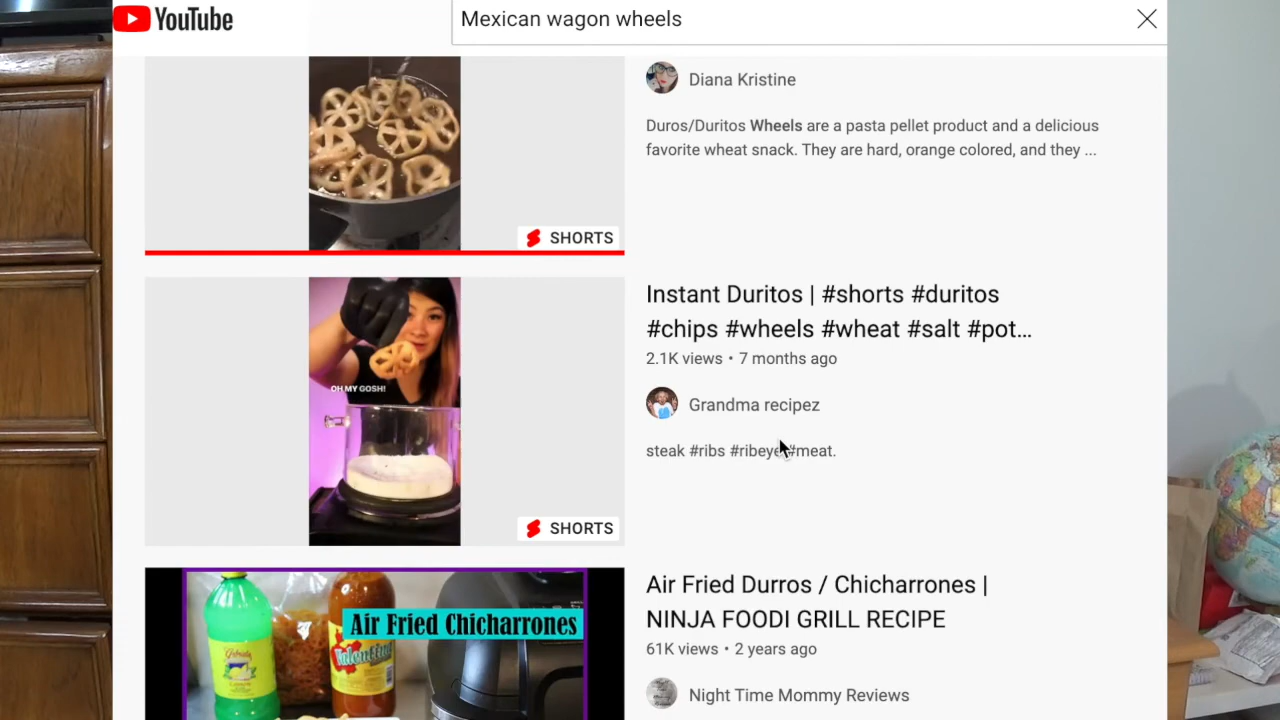 YouTube
Mexican wagon wheels
Diana Kristine
Duros/Duritos Wheels are a pasta pellet product and a delicious
favorite wheat snack. They are hard, orange colored, and they ...
SHORTS
Instant Duritos | #shorts #duritos
#chips #wheels #wheat #salt #pot...
2.1K views • 7 months ago
OH MY GOSH!
Grandma recipez
steak #ribs #ribeye #meat.
SHORTS
Air Fried Durros / Chicharrones |
NINJA FOODI GRILL RECIPE
Air Fried Chicharrones
61K views • 2 years ago
Valentina
Night Time Mommy Reviews